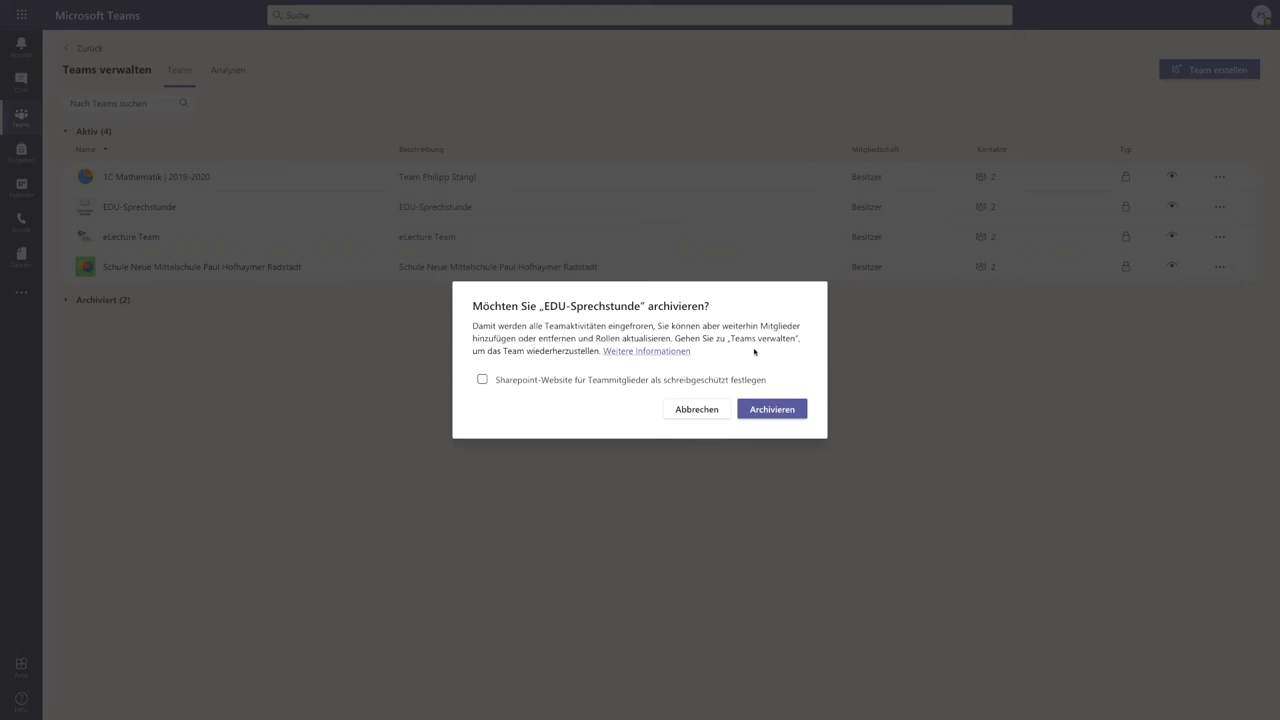 Microsoft Teams
Suche
Zurück
Teams verwalten Teams Analysen
Team erstellen
Nach Teams suchen
Aktiv (4)
Name Beschreibung Mitgliedschaft Kontakte Typ
1C Mathematik | 2019-2020 Team Philipp Stangl Besitzer 2
EDU-Sprechstunde EDU-Sprechstunde Besitzer 2
eLecture Team eLecture Team Besitzer 2
Schule Neue Mittelschule Paul Hofhaymer Radstadt Schule Neue Mittelschule Paul Hofhaymer Radstadt Besitzer 2
Archiviert (2)
Möchten Sie „EDU-Sprechstunde“ archivieren?
Damit werden alle Teamaktivitäten eingefroren, Sie können aber weiterhin Mitglieder
hinzufügen oder entfernen und Rollen aktualisieren. Gehen Sie zu „Teams verwalten“,
um das Team wiederherzustellen. Weitere Informationen
Sharepoint-Website für Teammitglieder als schreibgeschützt festlegen
Abbrechen Archivieren
Chat
Teams